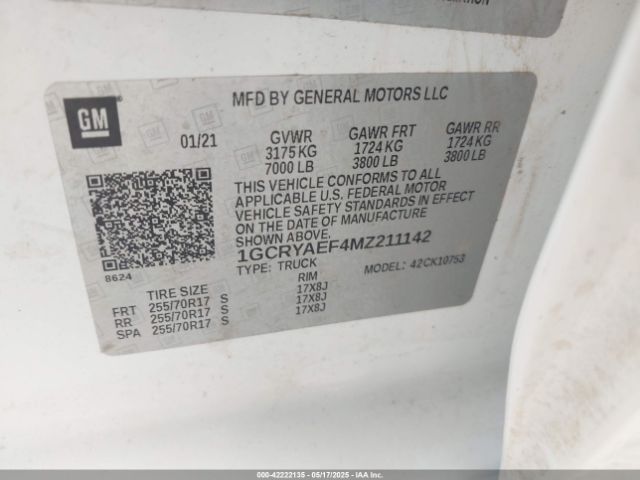 GM
MFD BY GENERAL MOTORS LLC
01/21 GVWR GAWR FRT GAWR RR
3175 KG 1724 KG 1724 KG
7000 LB 3800 LB 3800 LB
THIS VEHICLE CONFORMS TO ALL
APPLICABLE U.S. FEDERAL MOTOR
VEHICLE SAFETY STANDARDS IN EFFECT
ON THE DATE OF MANUFACTURE
SHOWN ABOVE
1GCRYAEF4MZ211142
TYPE: TRUCK MODEL: 42CK10753
8624
TIRE SIZE RIM
FRT 255/70R17 S 17X8J
RR 255/70R17 S 17X8J
SPA 255/70R17 S 17X8J
000-42222135 - 05/17/2025 - IAAI.COM